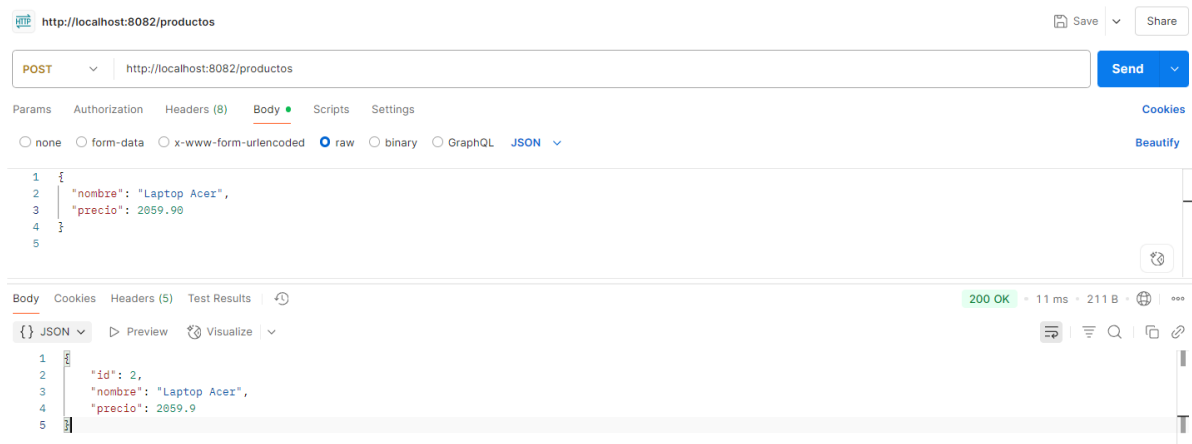 HTTP http://localhost:8082/productos Save Share
POST http://localhost:8082/productos Send
Params Authorization Headers (8) Body Scripts Settings Cookies
none form-data x-www-form-urlencoded raw binary GraphQL JSON Beautify
1 {
2 "nombre": "Laptop Acer",
3 "precio": 2059.90
4 }
5
Body Cookies Headers (5) Test Results 200 OK • 11 ms • 211 B
{} JSON Preview Visualize
1 {
2 "id": 2,
3 "nombre": "Laptop Acer",
4 "precio": 2059.9
5 }